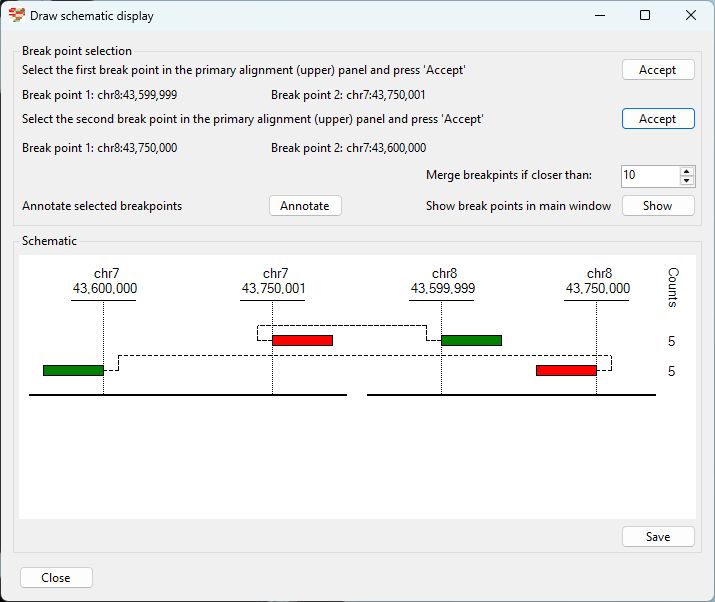 Draw schematic display
Break point selection
Select the first break point in the primary alignment (upper) panel and press 'Accept'
Accept
Break point 1: chr8:43,599,999 Break point 2: chr7:43,750,001
Select the second break point in the primary alignment (upper) panel and press 'Accept'
Accept
Break point 1: chr8:43,750,000 Break point 2: chr7:43,600,000
Merge breakpints if closer than: 10
Annotate selected breakpoints Annotate Show break points in main window Show
Schematic
chr7 chr7 chr8 chr8
43,600,000 43,750,001 43,599,999 43,750,000
Counts
5
5
Save
Close